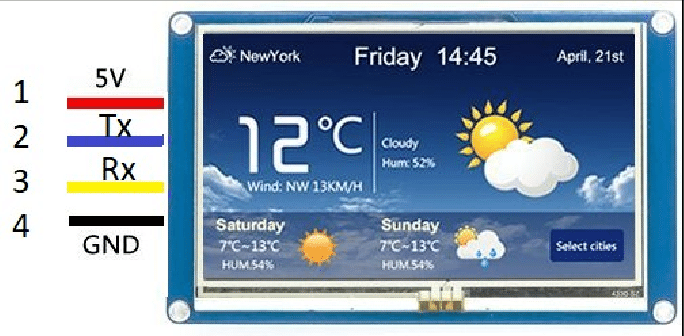 1
5V
2
Tx
3
Rx
4
GND
NewYork
Friday 14:45
April, 21st
12°C
Cloudy
Hum: 52%
Wind: NW 13KM/H
Saturday
7°C~13°C
HUM.54%
Sunday
7°C~13°C
HUM.54%
Select cities